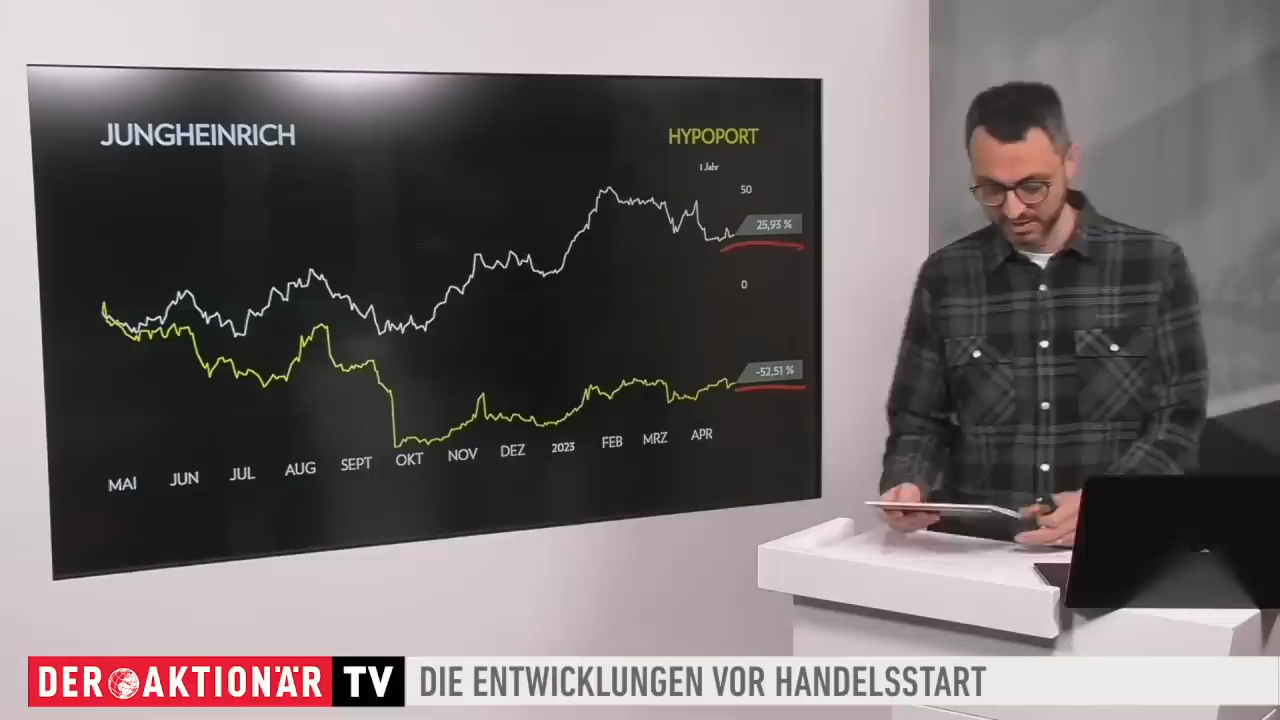 JUNGHEINRICH
HYPOPORT
1 Jahr
50
25,93 %
0
-52,51 %
MAI JUN JUL AUG SEPT OKT NOV DEZ 2023 FEB MRZ APR
DER AKTIONÄR TV DIE ENTWICKLUNGEN VOR HANDELSSTART